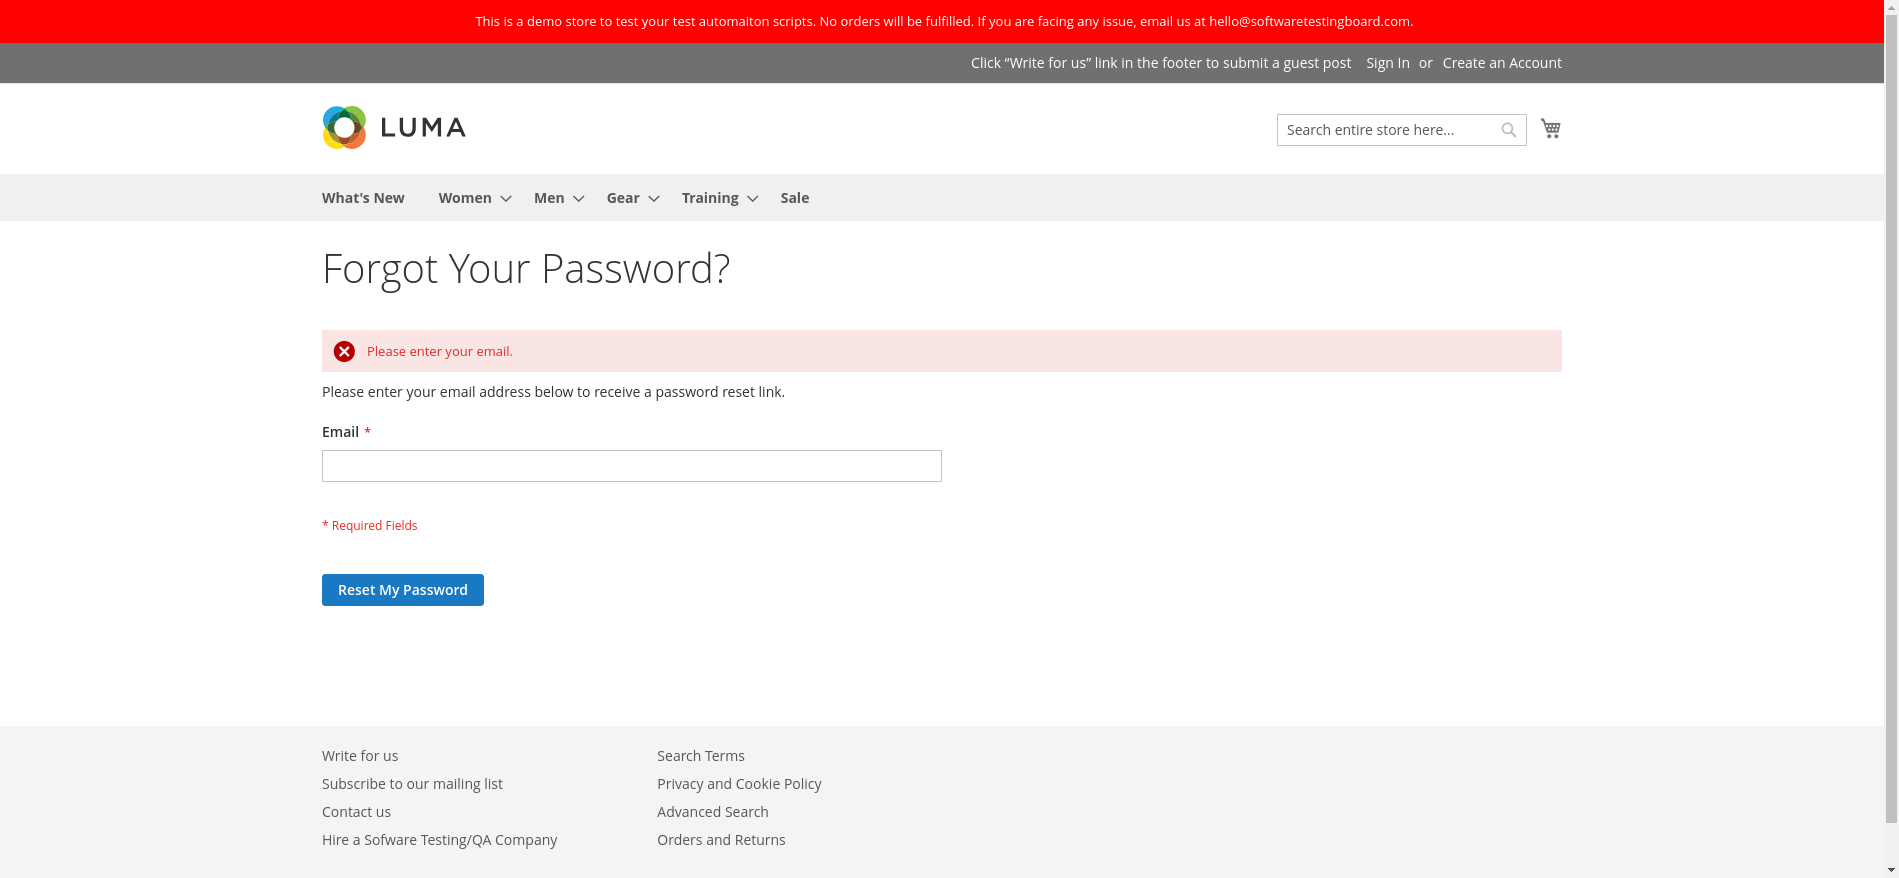 This is a demo store to test your test automaiton scripts. No orders will be fulfilled. If you are facing any issue, email us at hello@softwaretestingboard.com.
Click “Write for us” link in the footer to submit a guest post Sign In or Create an Account
LUMA
Search entire store here...
What's New Women Men Gear Training Sale
Forgot Your Password?
Please enter your email.
Please enter your email address below to receive a password reset link.
Email *
* Required Fields
Reset My Password
Write for us
Subscribe to our mailing list
Contact us
Hire a Sofware Testing/QA Company
Search Terms
Privacy and Cookie Policy
Advanced Search
Orders and Returns